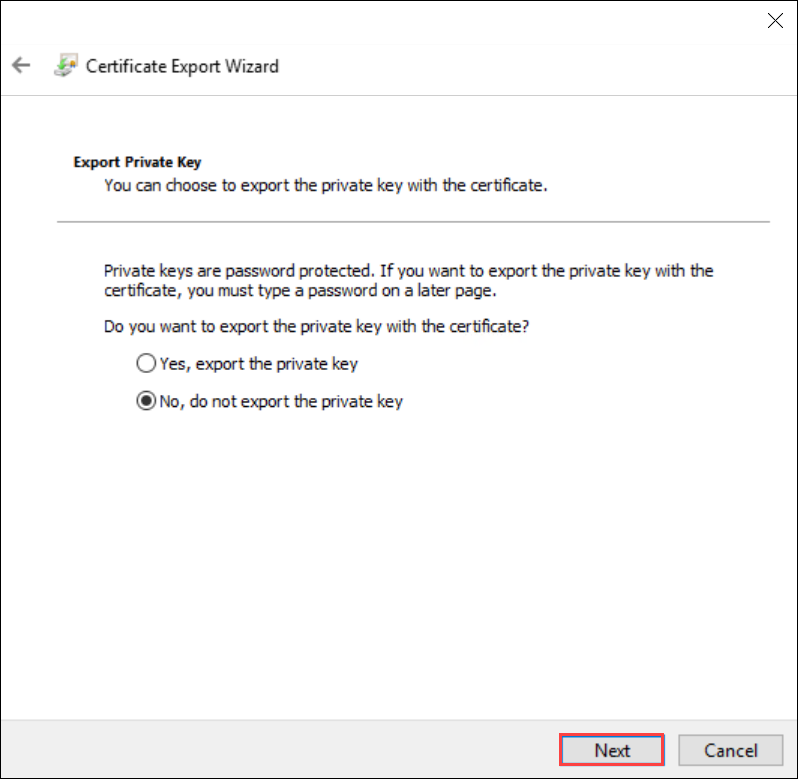 Certificate Export Wizard
Export Private Key
You can choose to export the private key with the certificate.
Private keys are password protected. If you want to export the private key with the
certificate, you must type a password on a later page.
Do you want to export the private key with the certificate?
Yes, export the private key
No, do not export the private key
Next
Cancel